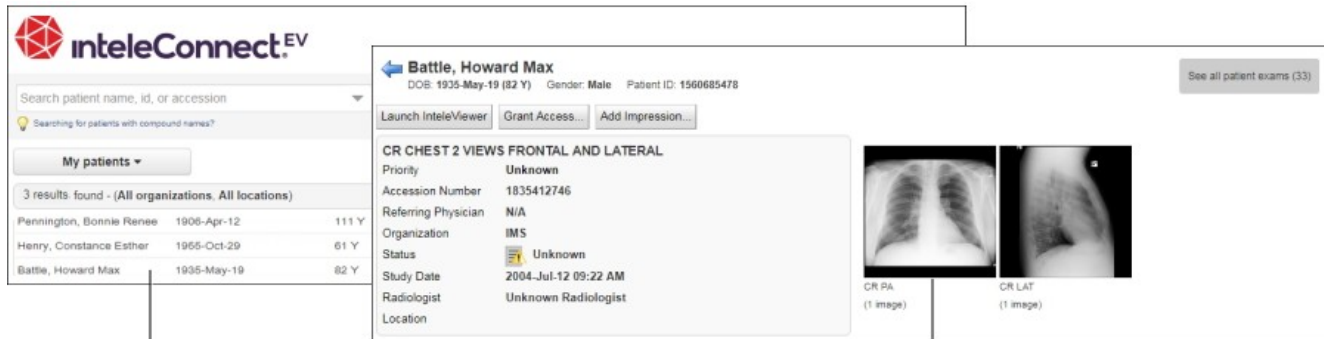 inteleConnect.EV
Search patient name, id, or accession
Searching for patients with compound names?
My patients
3 results found - (All organizations, All locations)
Pennington, Bonnie Renee 1906-Apr-12 111 Y
Henry, Constance Esther 1955-Oct-29 61 Y
Battle, Howard Max 1935-May-19 82 Y
Battle, Howard Max
DOB: 1935-May-19 (82 Y) Gender: Male Patient ID: 1560685478
See all patient exams (33)
Launch InteleViewer Grant Access... Add Impression...
CR CHEST 2 VIEWS FRONTAL AND LATERAL
Priority Unknown
Accession Number 1835412746
Referring Physician N/A
Organization IMS
Status Unknown
Study Date 2004-Jul-12 09:22 AM
Radiologist Unknown Radiologist
Location
CR PA
(1 image)
CR LAT
(1 image)